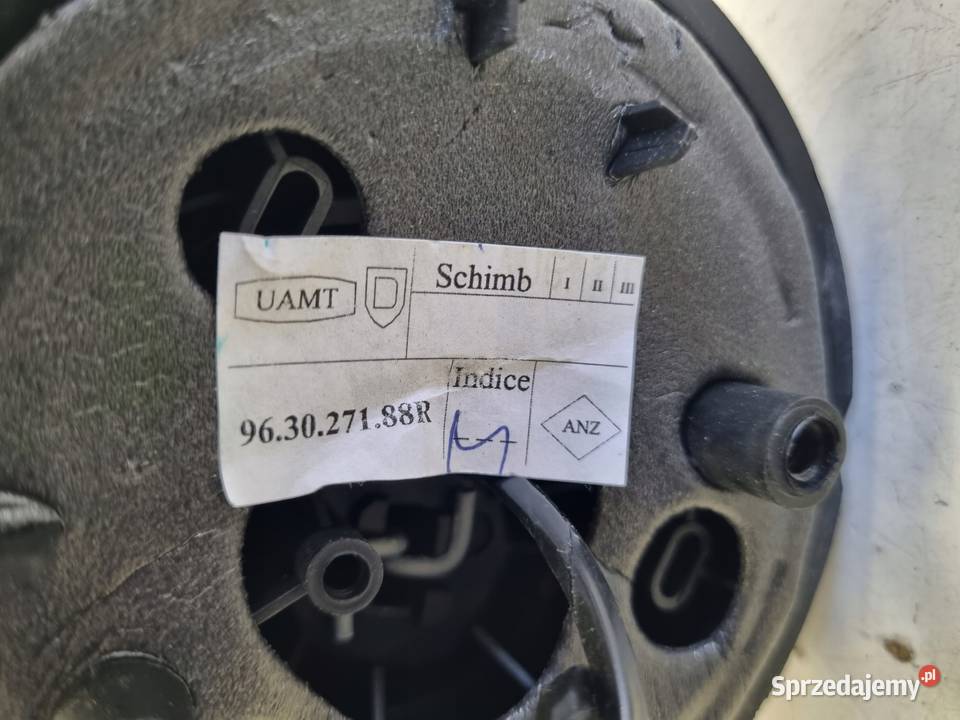 UAMT D Schimb I II III
Indice
96.30.271.88R
ANZ
Sprzedajemy.pl